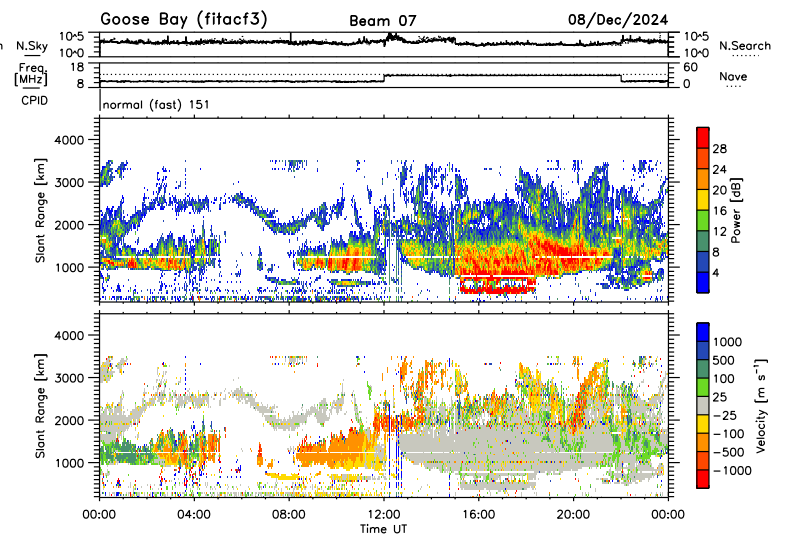 Goose Bay (fitacf3) Beam 07 08/Dec/2024
n N.Sky 10^5 10^0 10^5 10^0 N.Search
Freq. [MHz] 18 8 60 0 Nave
CPID normal (fast) 151
Slant Range [km] 4000 3000 2000 1000
Power [dB] 28 24 20 16 12 8 4
Slant Range [km] 4000 3000 2000 1000
Velocity [m s⁻¹] 1000 500 100 25 -25 -100 -500 -1000
00:00 04:00 08:00 12:00 16:00 20:00 00:00
Time UT